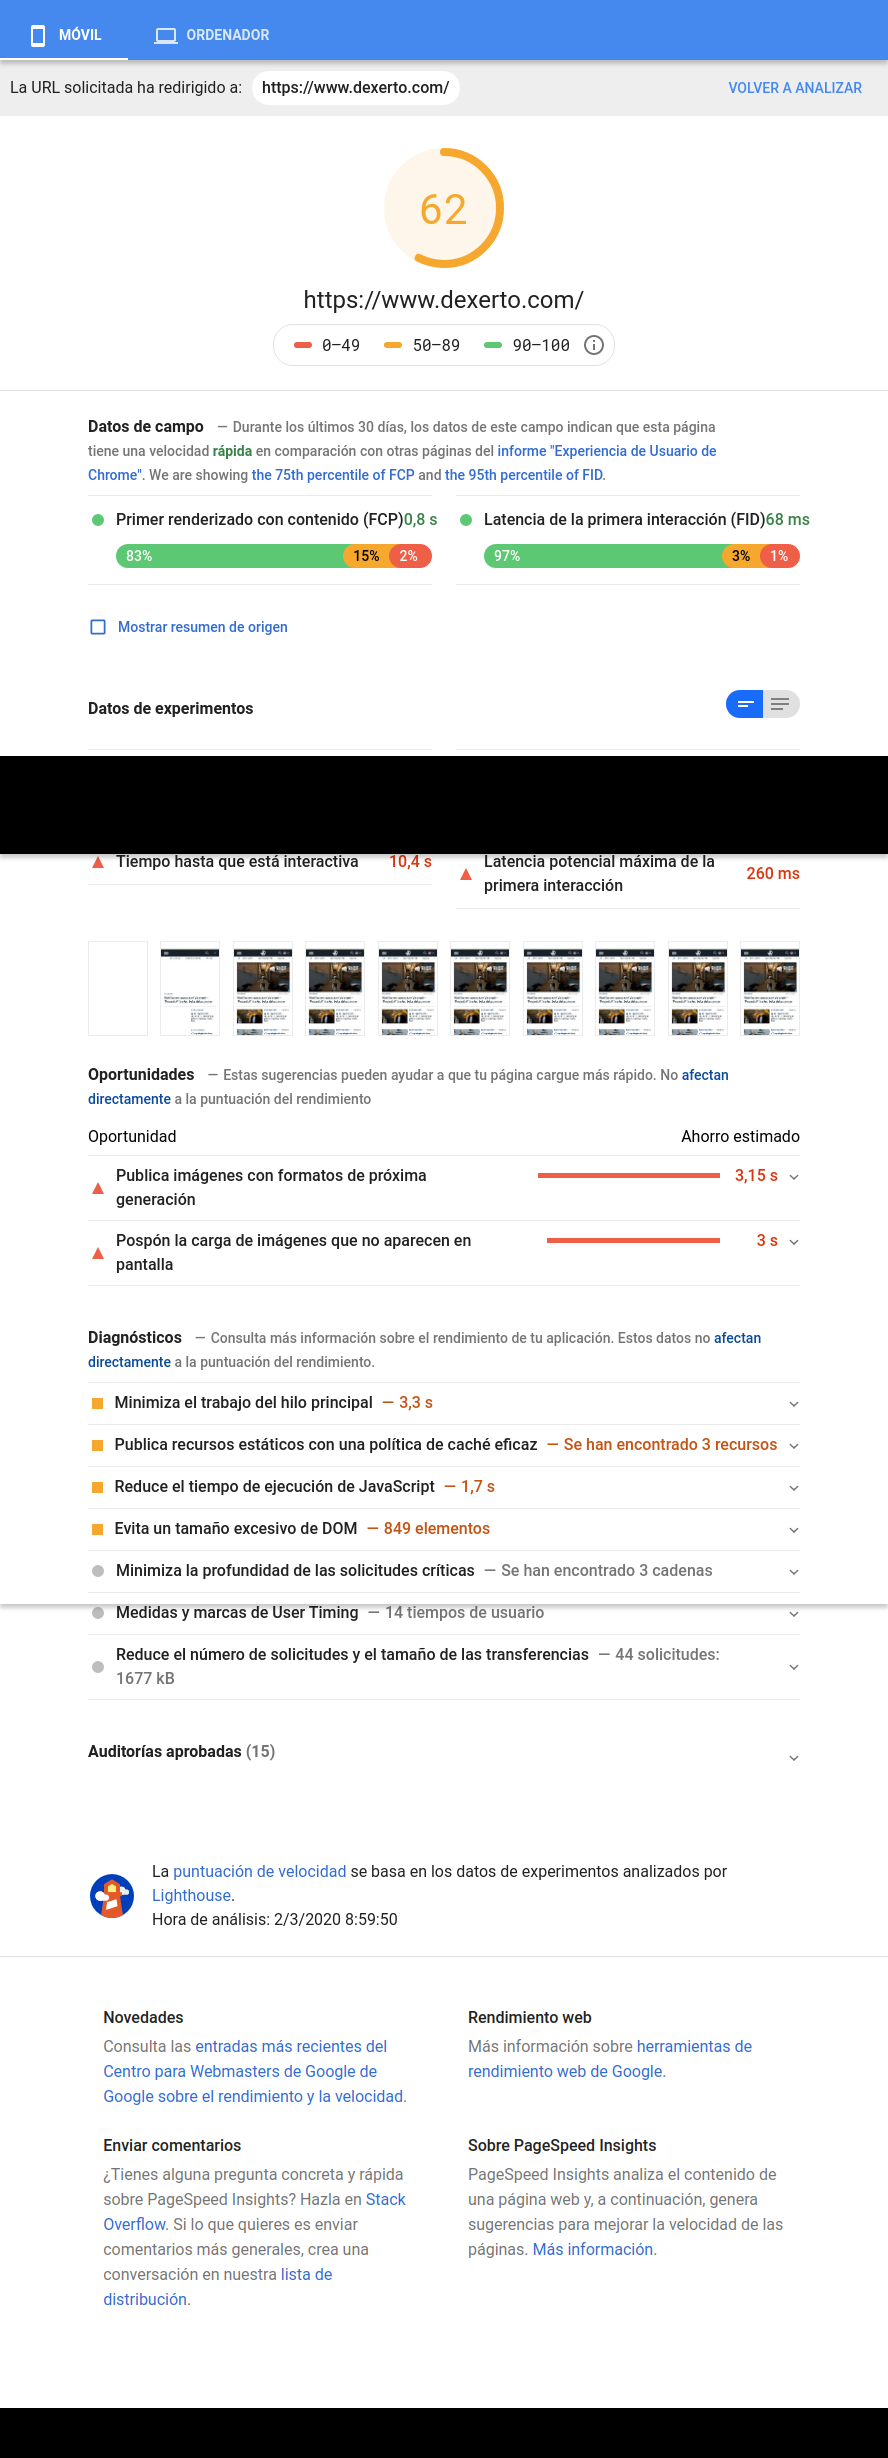 MÓVIL
ORDENADOR
La URL solicitada ha redirigido a: https://www.dexerto.com/ VOLVER A ANALIZAR
62
https://www.dexerto.com/
0–49 50–89 90–100
Datos de campo — Durante los últimos 30 días, los datos de este campo indican que esta página
tiene una velocidad rápida en comparación con otras páginas del informe "Experiencia de Usuario de
Chrome". We are showing the 75th percentile of FCP and the 95th percentile of FID.
Primer renderizado con contenido (FCP)0,8 s
83% 15% 2%
Latencia de la primera interacción (FID)68 ms
97% 3% 1%
Mostrar resumen de origen
Datos de experimentos
Tiempo hasta que está interactiva 10,4 s
Latencia potencial máxima de la
primera interacción
260 ms
Oportunidades — Estas sugerencias pueden ayudar a que tu página cargue más rápido. No afectan
directamente a la puntuación del rendimiento
Oportunidad Ahorro estimado
Publica imágenes con formatos de próxima
generación
3,15 s
Pospón la carga de imágenes que no aparecen en
pantalla
3 s
Diagnósticos — Consulta más información sobre el rendimiento de tu aplicación. Estos datos no afectan
directamente a la puntuación del rendimiento.
Minimiza el trabajo del hilo principal — 3,3 s
Publica recursos estáticos con una política de caché eficaz — Se han encontrado 3 recursos
Reduce el tiempo de ejecución de JavaScript — 1,7 s
Evita un tamaño excesivo de DOM — 849 elementos
Minimiza la profundidad de las solicitudes críticas — Se han encontrado 3 cadenas
Medidas y marcas de User Timing — 14 tiempos de usuario
Reduce el número de solicitudes y el tamaño de las transferencias — 44 solicitudes:
1677 kB
Auditorías aprobadas (15)
La puntuación de velocidad se basa en los datos de experimentos analizados por
Lighthouse.
Hora de análisis: 2/3/2020 8:59:50
Novedades
Consulta las entradas más recientes del
Centro para Webmasters de Google de
Google sobre el rendimiento y la velocidad.
Rendimiento web
Más información sobre herramientas de
rendimiento web de Google.
Enviar comentarios
¿Tienes alguna pregunta concreta y rápida
sobre PageSpeed Insights? Hazla en Stack
Overflow. Si lo que quieres es enviar
comentarios más generales, crea una
conversación en nuestra lista de
distribución.
Sobre PageSpeed Insights
PageSpeed Insights analiza el contenido de
una página web y, a continuación, genera
sugerencias para mejorar la velocidad de las
páginas. Más información.